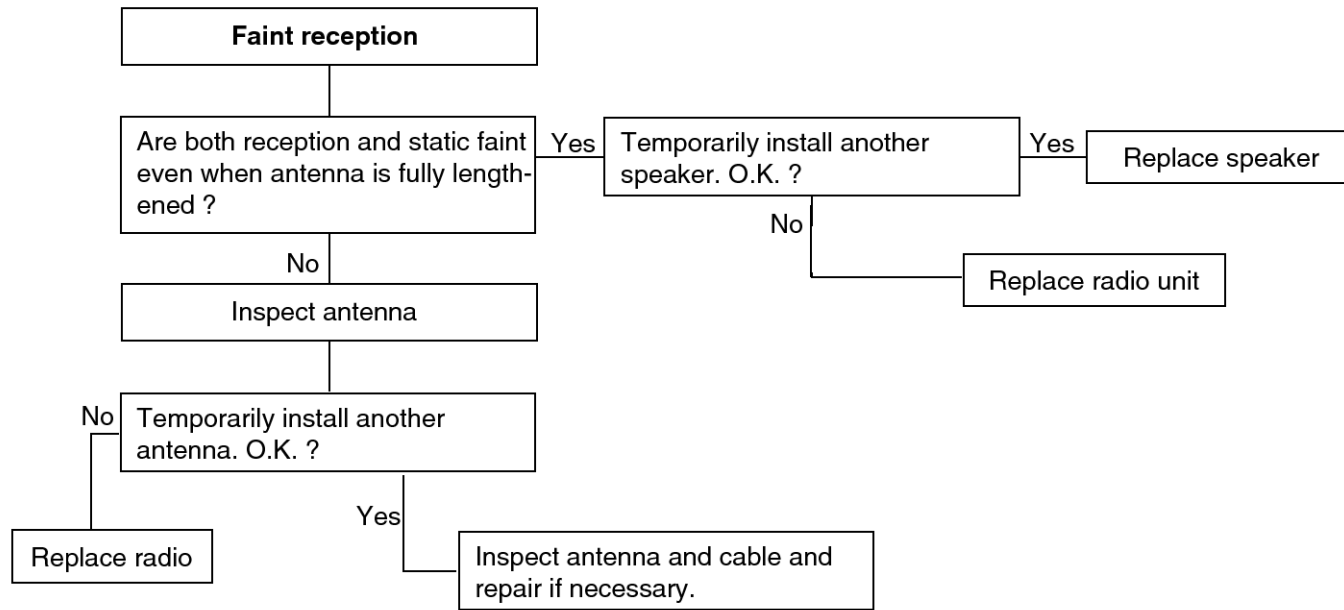 Faint reception
Are both reception and static faint
even when antenna is fully length-
ened ?
Yes
Temporarily install another
speaker. O.K. ?
Yes
Replace speaker
No
Replace radio unit
No
Inspect antenna
No
Temporarily install another
antenna. O.K. ?
Yes
Replace radio
Inspect antenna and cable and
repair if necessary.